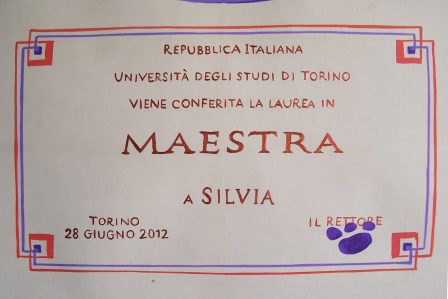 REPUBBLICA ITALIANA
UNIVERSITÀ DEGLI STUDI DI TORINO
VIENE CONFERITA LA LAUREA IN
MAESTRA
A SILVIA
TORINO
28 GIUGNO 2012
IL RETTORE